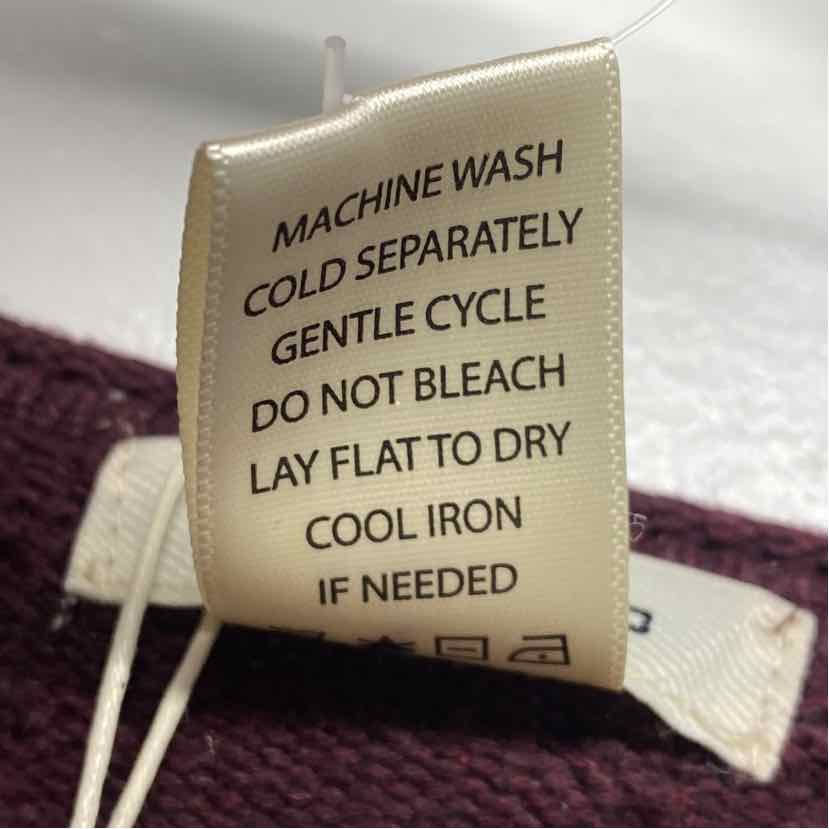 MACHINE WASH
COLD SEPARATELY
GENTLE CYCLE
DO NOT BLEACH
LAY FLAT TO DRY
COOL IRON
IF NEEDED